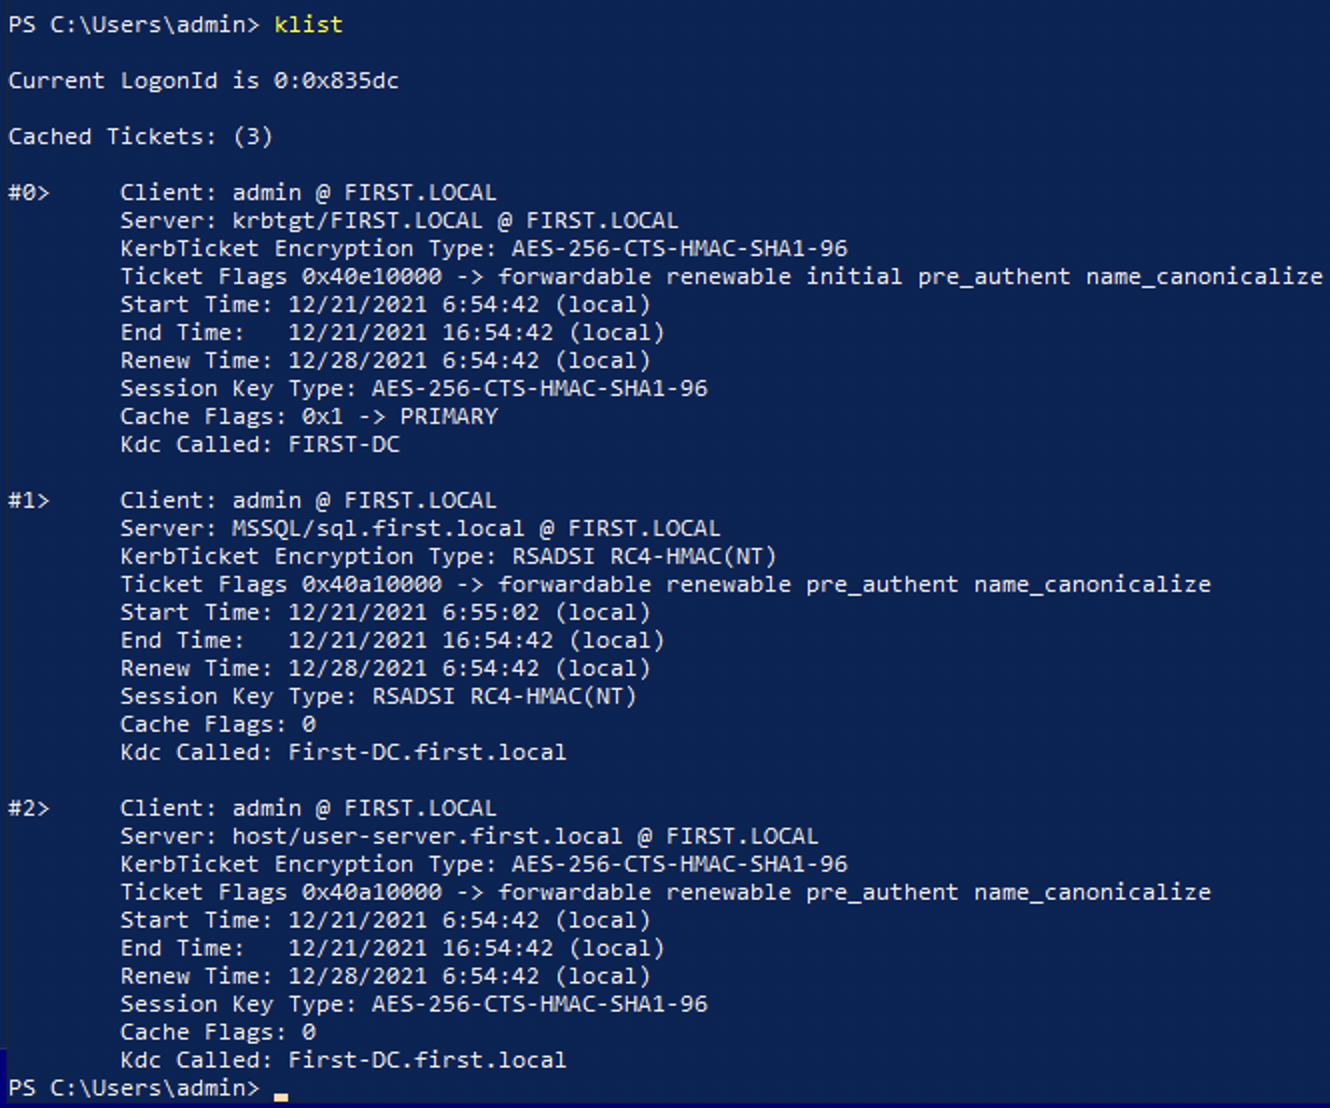 PS C:\Users\admin> klist
Current LogonId is 0:0x835dc
Cached Tickets: (3)
#0> Client: admin @ FIRST.LOCAL
Server: krbtgt/FIRST.LOCAL @ FIRST.LOCAL
KerbTicket Encryption Type: AES-256-CTS-HMAC-SHA1-96
Ticket Flags 0x40e10000 -> forwardable renewable initial pre_authent name_canonicalize
Start Time: 12/21/2021 6:54:42 (local)
End Time: 12/21/2021 16:54:42 (local)
Renew Time: 12/28/2021 6:54:42 (local)
Session Key Type: AES-256-CTS-HMAC-SHA1-96
Cache Flags: 0x1 -> PRIMARY
Kdc Called: FIRST-DC
#1> Client: admin @ FIRST.LOCAL
Server: MSSQL/sql.first.local @ FIRST.LOCAL
KerbTicket Encryption Type: RSADSI RC4-HMAC(NT)
Ticket Flags 0x40a10000 -> forwardable renewable pre_authent name_canonicalize
Start Time: 12/21/2021 6:55:02 (local)
End Time: 12/21/2021 16:54:42 (local)
Renew Time: 12/28/2021 6:54:42 (local)
Session Key Type: RSADSI RC4-HMAC(NT)
Cache Flags: 0
Kdc Called: First-DC.first.local
#2> Client: admin @ FIRST.LOCAL
Server: host/user-server.first.local @ FIRST.LOCAL
KerbTicket Encryption Type: AES-256-CTS-HMAC-SHA1-96
Ticket Flags 0x40a10000 -> forwardable renewable pre_authent name_canonicalize
Start Time: 12/21/2021 6:54:42 (local)
End Time: 12/21/2021 16:54:42 (local)
Renew Time: 12/28/2021 6:54:42 (local)
Session Key Type: AES-256-CTS-HMAC-SHA1-96
Cache Flags: 0
Kdc Called: First-DC.first.local
PS C:\Users\admin>